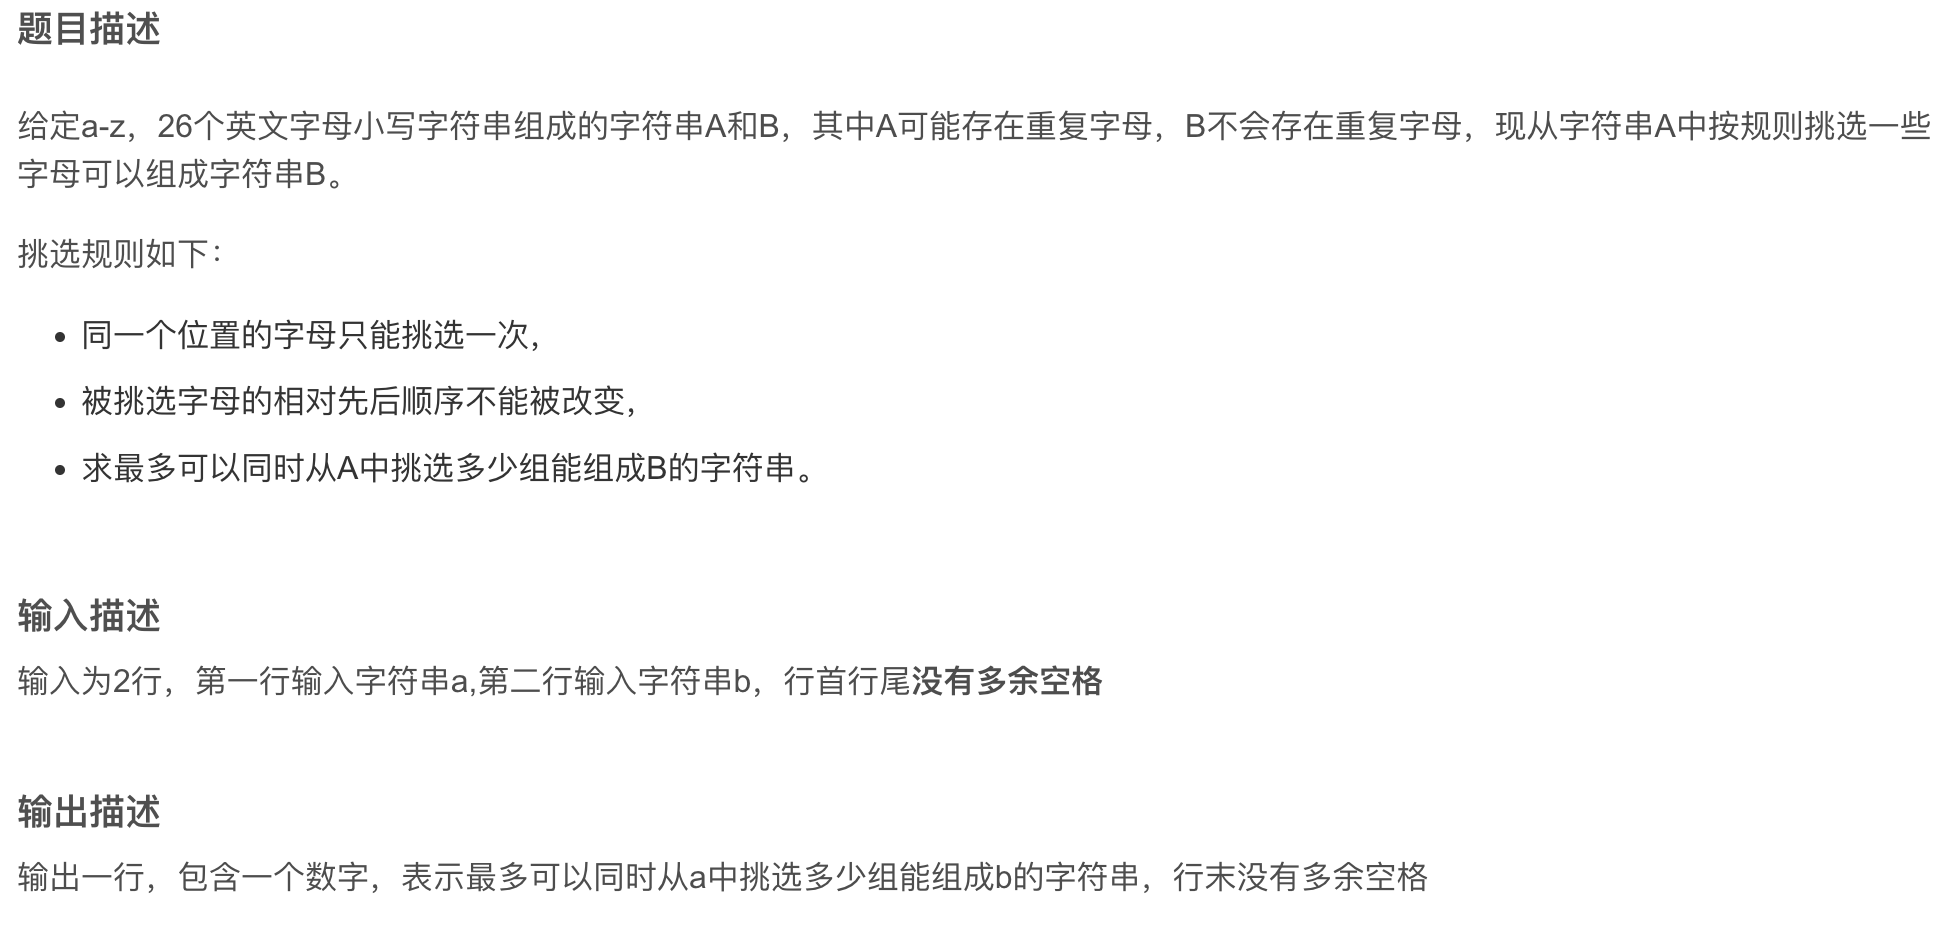 题目描述
给定a-z，26个英文字母小写字符串组成的字符串A和B，其中A可能存在重复字母，B不会存在重复字母，现从字符串A中按规则挑选一些
字母可以组成字符串B。
挑选规则如下：
• 同一个位置的字母只能挑选一次，
• 被挑选字母的相对先后顺序不能被改变，
• 求最多可以同时从A中挑选多少组能组成B的字符串。
输入描述
输入为2行，第一行输入字符串a,第二行输入字符串b，行首行尾没有多余空格
输出描述
输出一行，包含一个数字，表示最多可以同时从a中挑选多少组能组成b的字符串，行末没有多余空格